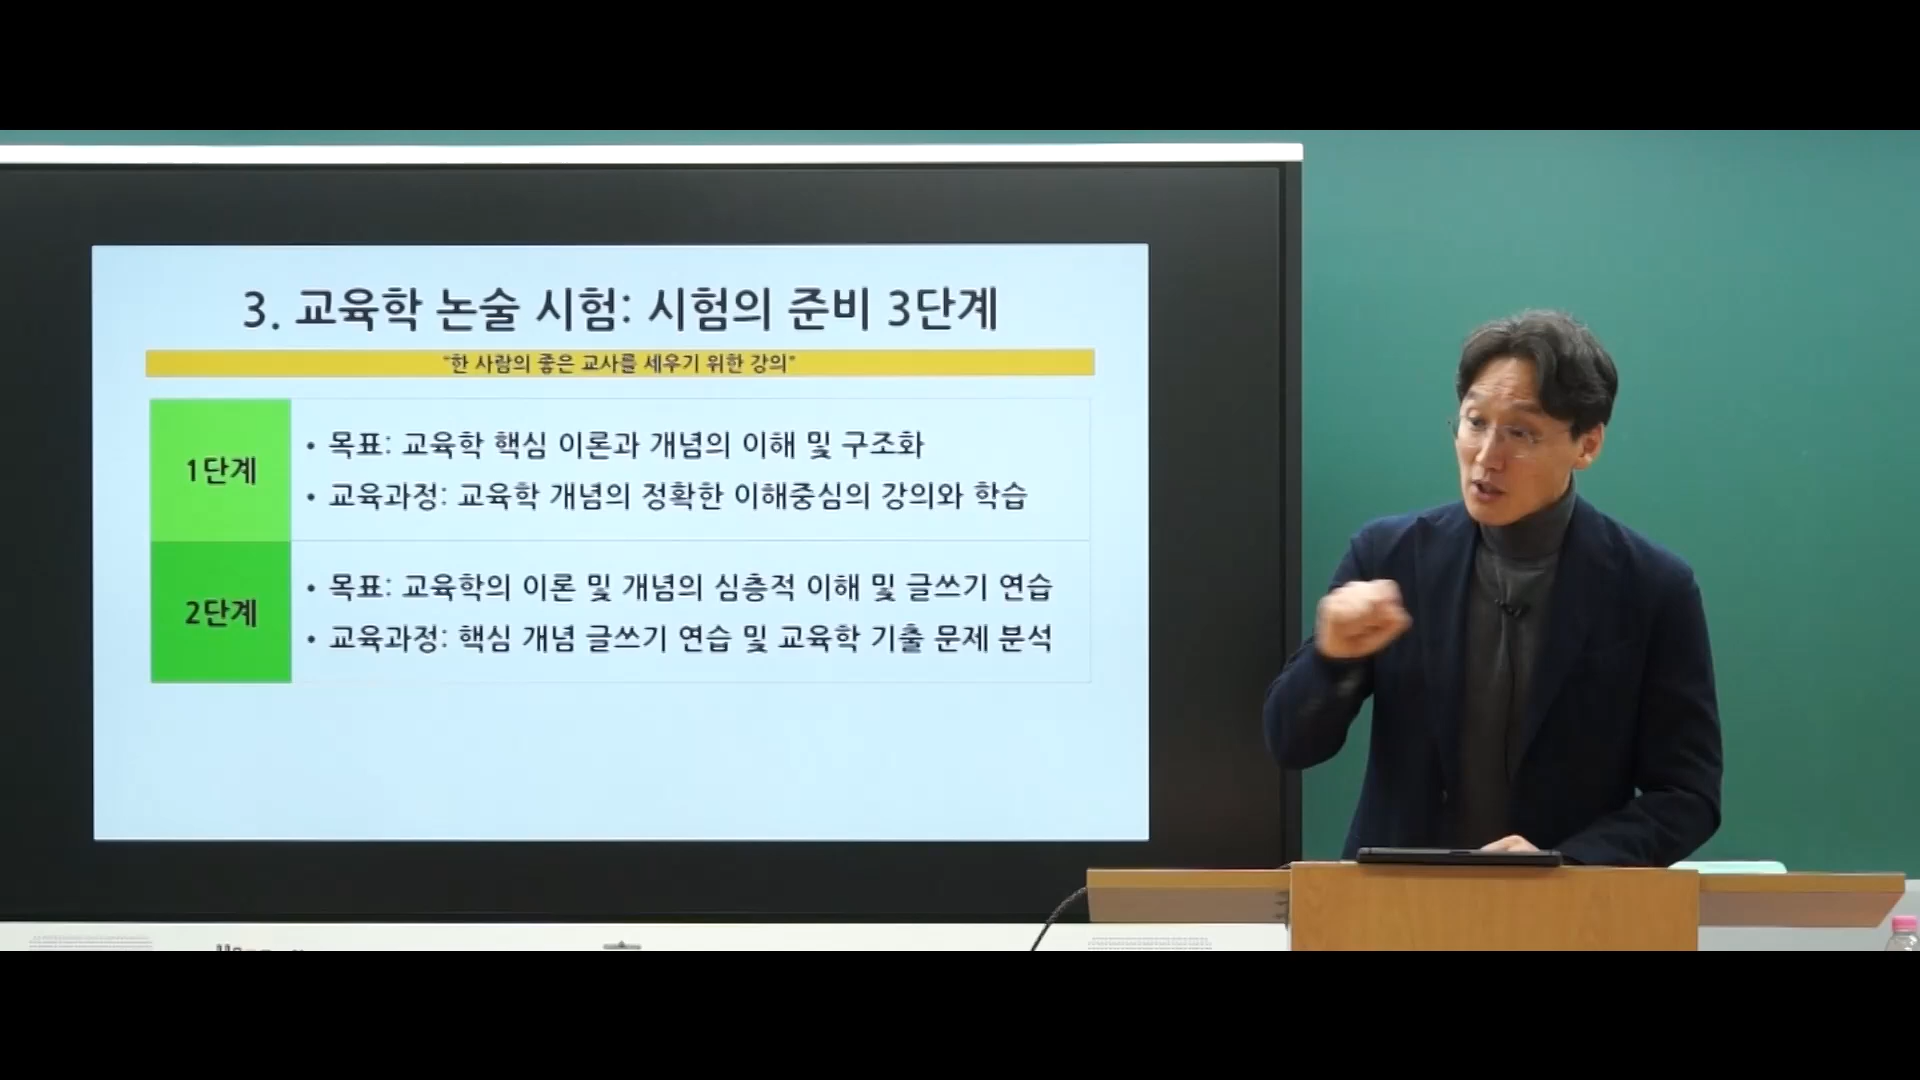 3. 교육학 논술 시험: 시험의 준비 3단계
"한 사람의 좋은 교사를 세우기 위한 강의"
1단계
• 목표: 교육학 핵심 이론과 개념의 이해 및 구조화
• 교육과정: 교육학 개념의 정확한 이해중심의 강의와 학습
2단계
• 목표: 교육학의 이론 및 개념의 심층적 이해 및 글쓰기 연습
• 교육과정: 핵심 개념 글쓰기 연습 및 교육학 기출 문제 분석